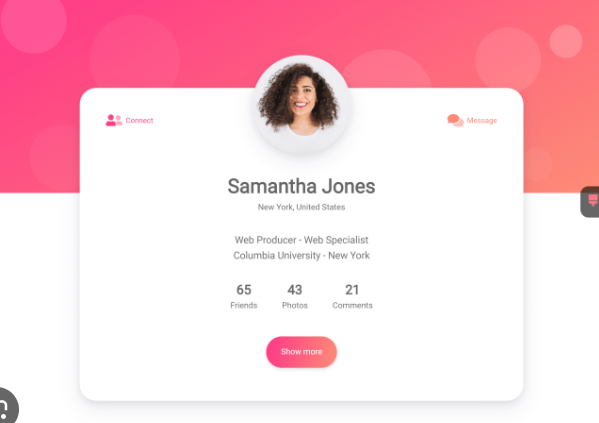 Connect
Message
Samantha Jones
New York, United States
Web Producer - Web Specialist
Columbia University - New York
65 43 21
Friends Photos Comments
Show more